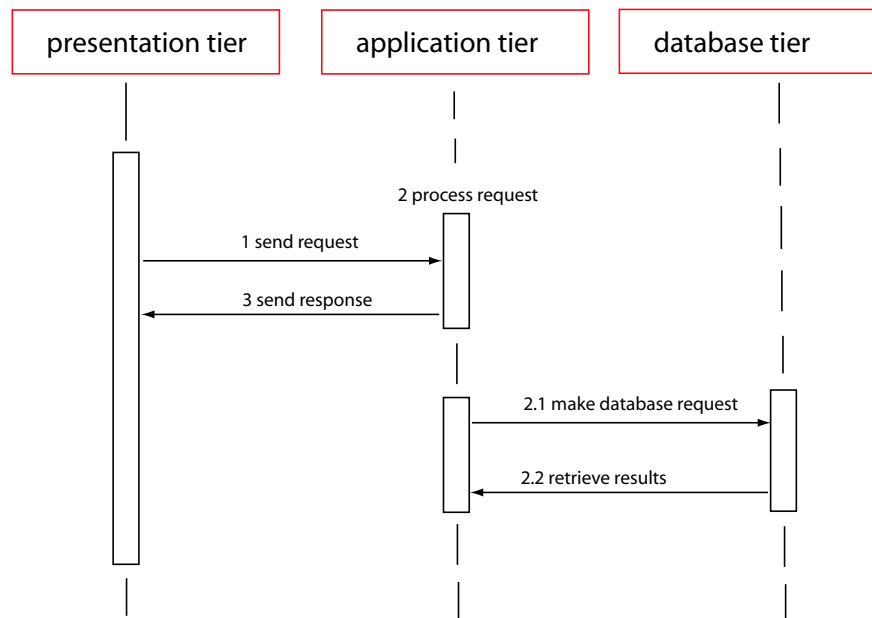 presentation tier
application tier
database tier
2 process request
1 send request
3 send response
2.1 make database request
2.2 retrieve results